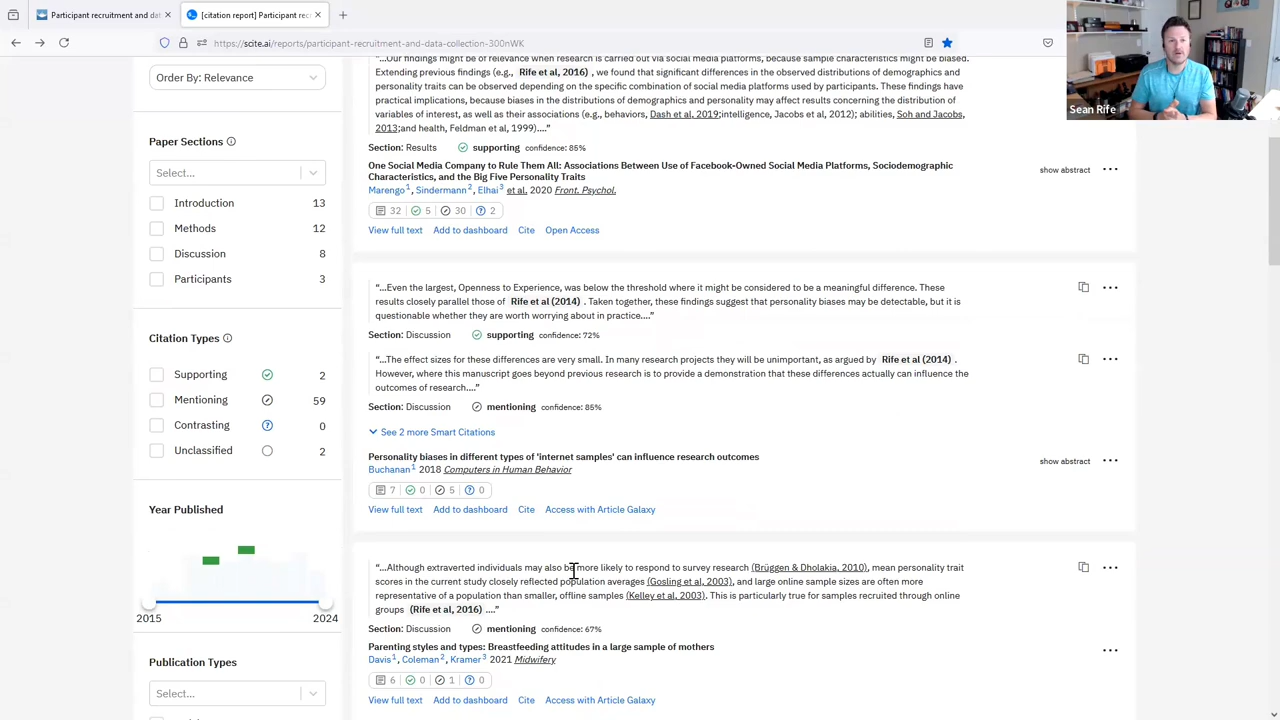 Participant recruitment and dat
[citation report] Participant rec
https://scite.ai/reports/participant-recruitment-and-data-collection-300nWK
Sean Rife
Order By: Relevance
Paper Sections
Select...
Introduction 13
Methods 12
Discussion 8
Participants 3
Citation Types
Supporting 2
Mentioning 59
Contrasting 0
Unclassified 2
Year Published
2015 2024
Publication Types
Select...
"...Our findings might be of relevance when research is carried out via social media platforms, because sample characteristics might be biased.
Extending previous findings (e.g., Rife et al, 2016) , we found that significant differences in the observed distributions of demographics and
personality traits can be observed depending on the specific combination of social media platforms used by participants. These findings have
practical implications, because biases in the distributions of demographics and personality may affect results concerning the distribution of
variables of interest, as well as their associations (e.g., behaviors, Dash et al, 2019;intelligence, Jacobs et al, 2012); abilities, Soh and Jacobs,
2013;and health, Feldman et al, 1999)...."
Section: Results supporting confidence: 85%
One Social Media Company to Rule Them All: Associations Between Use of Facebook-Owned Social Media Platforms, Sociodemographic
Characteristics, and the Big Five Personality Traits
show abstract
Marengo1, Sindermann2, Elhai3 et al. 2020 Front. Psychol.
32 5 30 2
View full text Add to dashboard Cite Open Access
"...Even the largest, Openness to Experience, was below the threshold where it might be considered to be a meaningful difference. These
results closely parallel those of Rife et al (2014) . Taken together, these findings suggest that personality biases may be detectable, but it is
questionable whether they are worth worrying about in practice...."
Section: Discussion supporting confidence: 72%
"...The effect sizes for these differences are very small. In many research projects they will be unimportant, as argued by Rife et al (2014) .
However, where this manuscript goes beyond previous research is to provide a demonstration that these differences actually can influence the
outcomes of research...."
Section: Discussion mentioning confidence: 85%
See 2 more Smart Citations
Personality biases in different types of 'internet samples' can influence research outcomes
show abstract
Buchanan1 2018 Computers in Human Behavior
7 0 5 0
View full text Add to dashboard Cite Access with Article Galaxy
"...Although extraverted individuals may also be more likely to respond to survey research (Brüggen & Dholakia, 2010), mean personality trait
scores in the current study closely reflected population averages (Gosling et al, 2003), and large online sample sizes are often more
representative of a population than smaller, offline samples (Kelley et al, 2003). This is particularly true for samples recruited through online
groups (Rife et al, 2016) ...."
Section: Discussion mentioning confidence: 67%
Parenting styles and types: Breastfeeding attitudes in a large sample of mothers
Davis1, Coleman2, Kramer3 2021 Midwifery
6 0 1 0
View full text Add to dashboard Cite Access with Article Galaxy